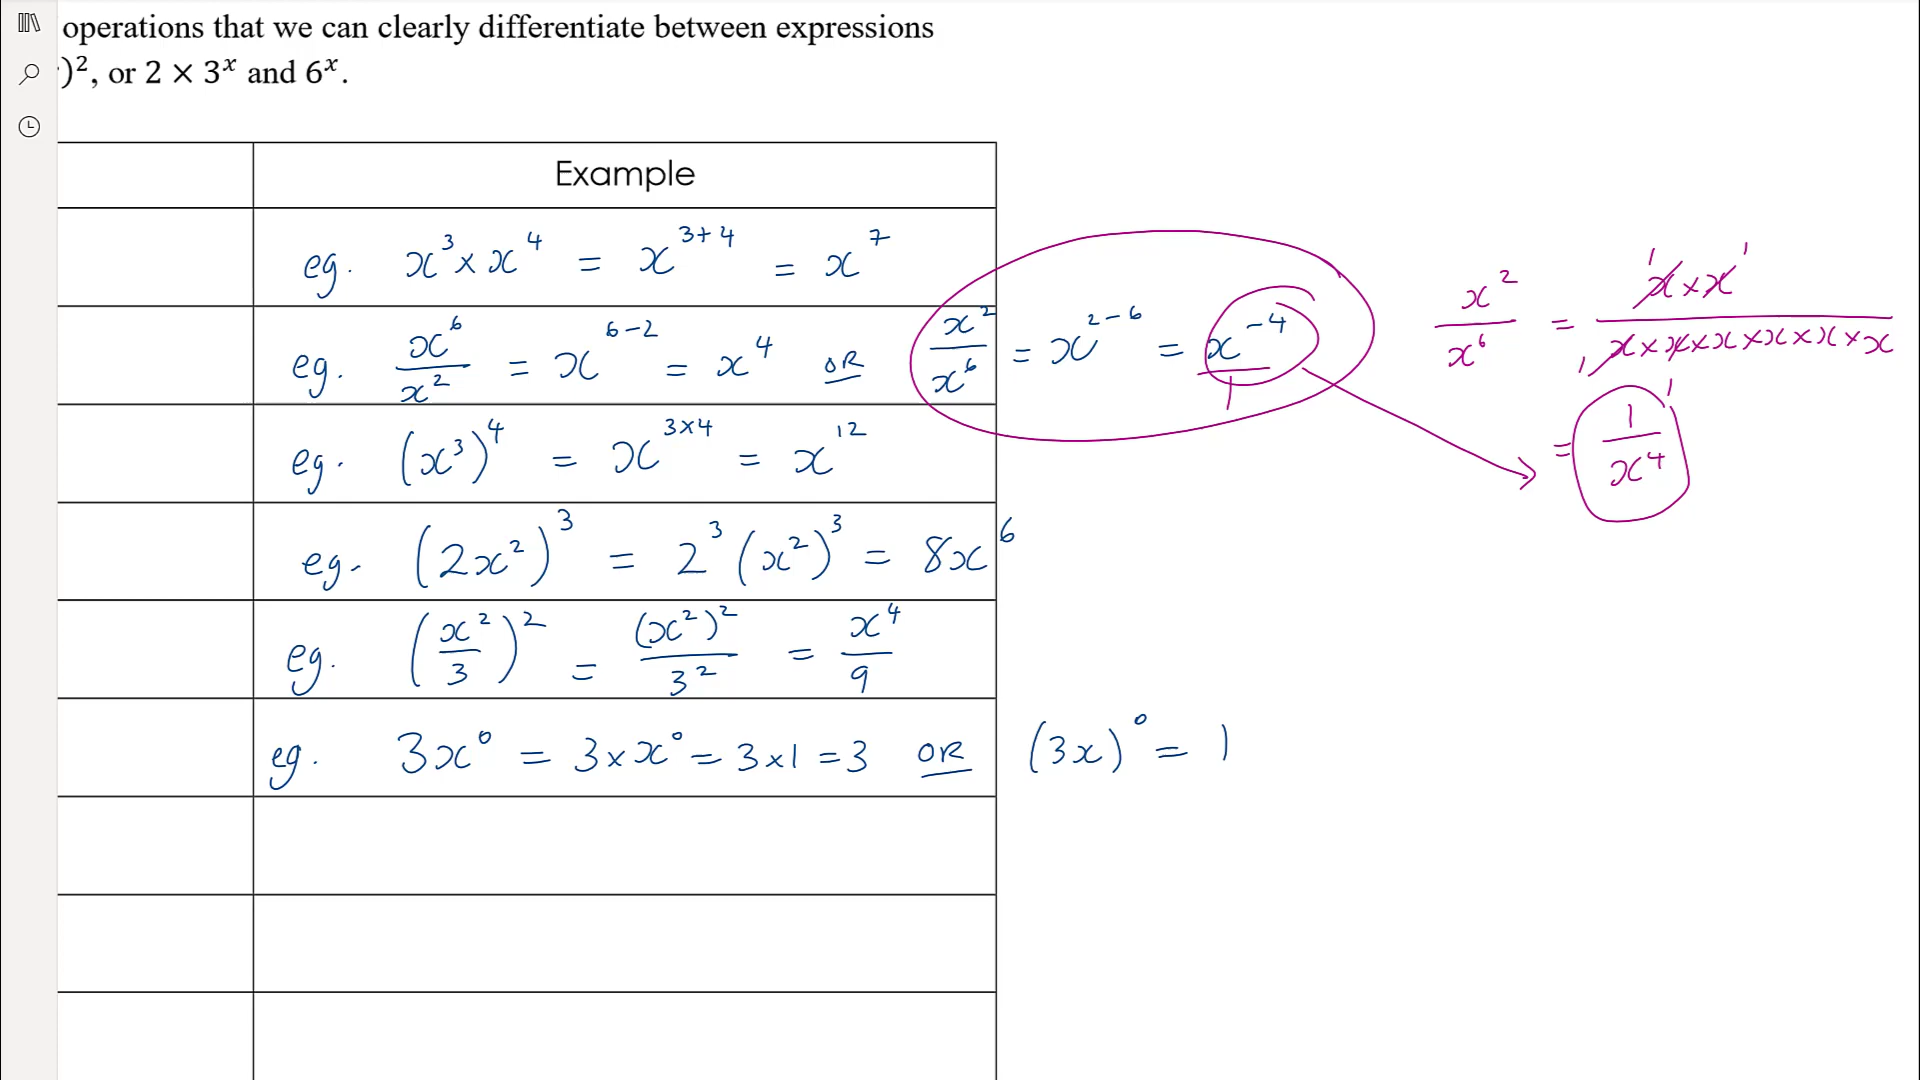 operations that we can clearly differentiate between expressions
)², or 2 × 3ˣ and 6ˣ.
Example
eg. x³ × x⁴ = x³⁺⁴ = x⁷
eg. x⁶/x² = x⁶⁻² = x⁴ OR x²/x⁶ = x²⁻⁶ = x⁻⁴/1
x²/x⁶ = x×x/x×x×x×x×x×x
= 1/x⁴
eg. (x³)⁴ = x³ˣ⁴ = x¹²
eg. (2x²)³ = 2³(x²)³ = 8x⁶
eg. (x²/3)² = (x²)²/3² = x⁴/9
eg. 3x⁰ = 3×x⁰ = 3×1 = 3 OR (3x)⁰ = 1